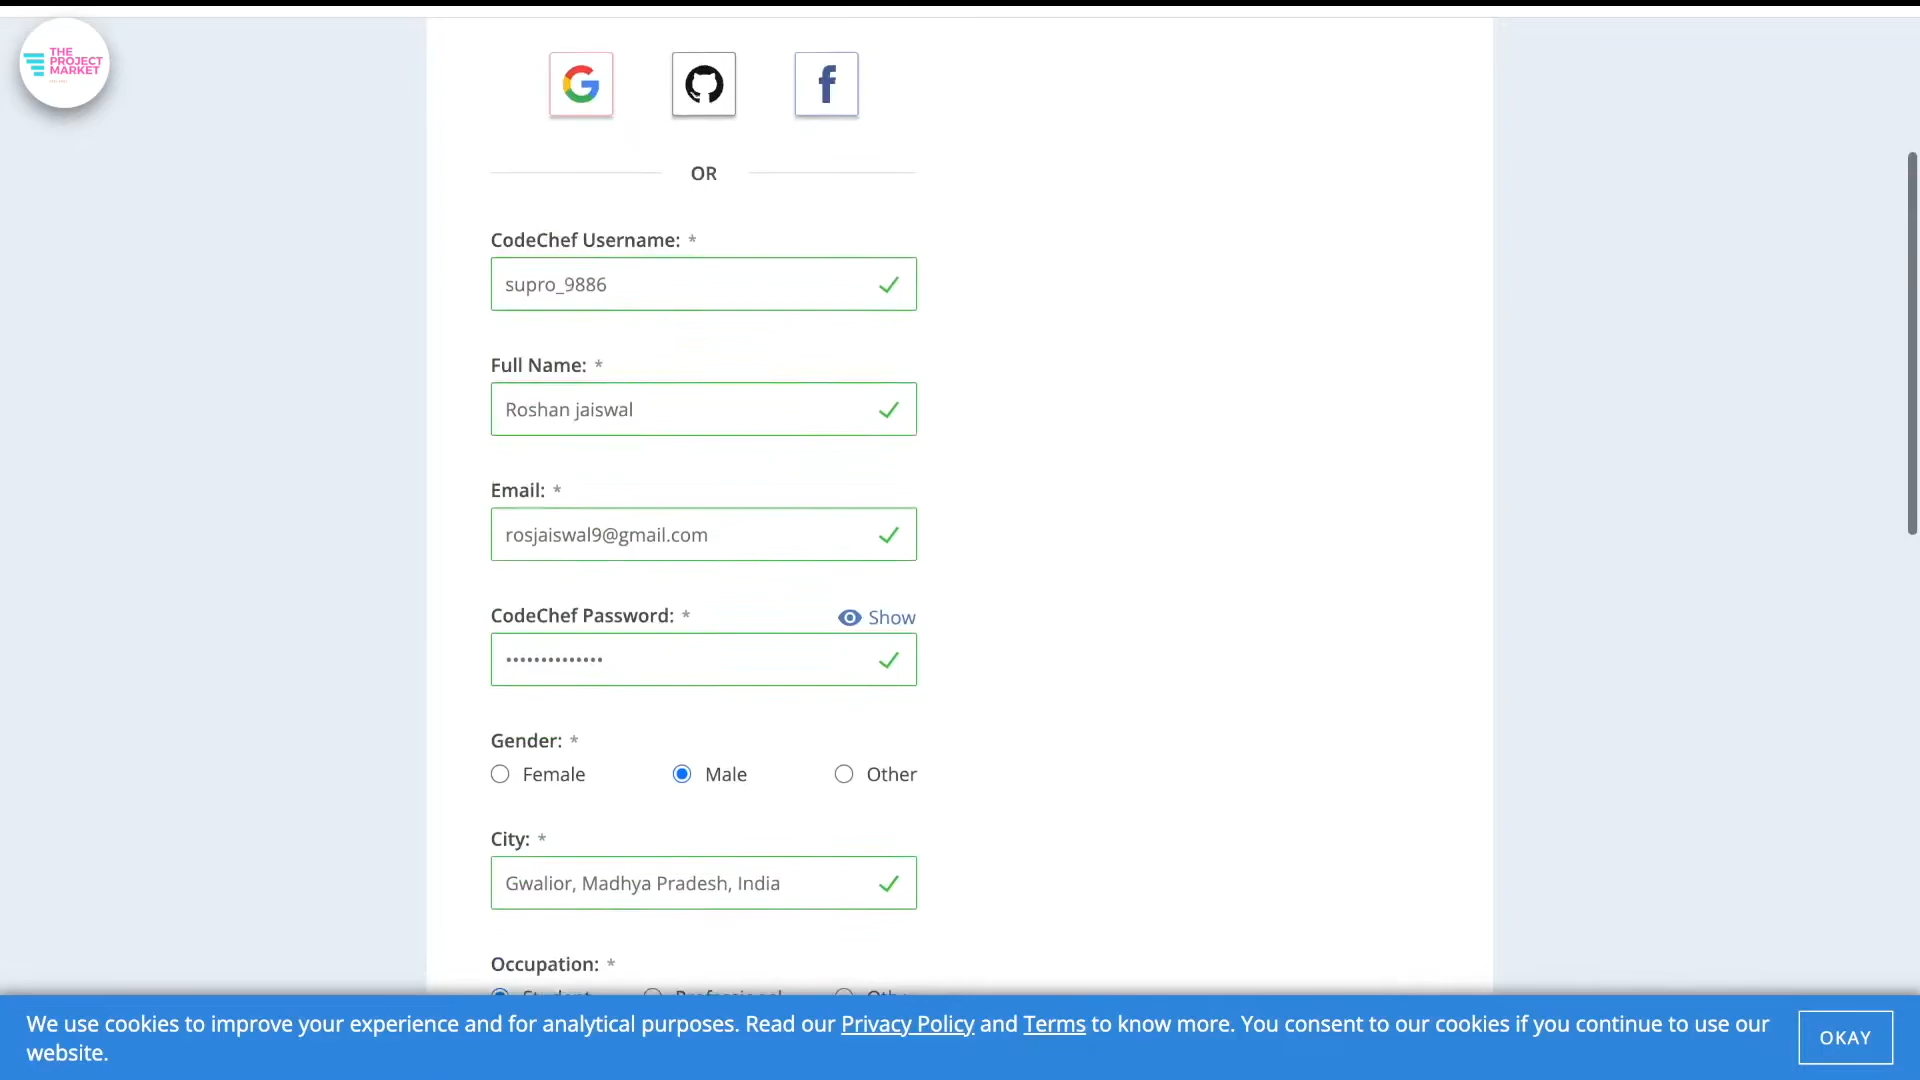 THE
PROJECT
MARKET
OR
CodeChef Username: *
supro_9886
Full Name: *
Roshan jaiswal
Email: *
rosjaiswal9@gmail.com
CodeChef Password: *
Show
••••••••••••••
Gender: *
Female Male Other
City: *
Gwalior, Madhya Pradesh, India
Occupation: *
Student Professional Other
We use cookies to improve your experience and for analytical purposes. Read our Privacy Policy and Terms to know more. You consent to our cookies if you continue to use our
website.
OKAY